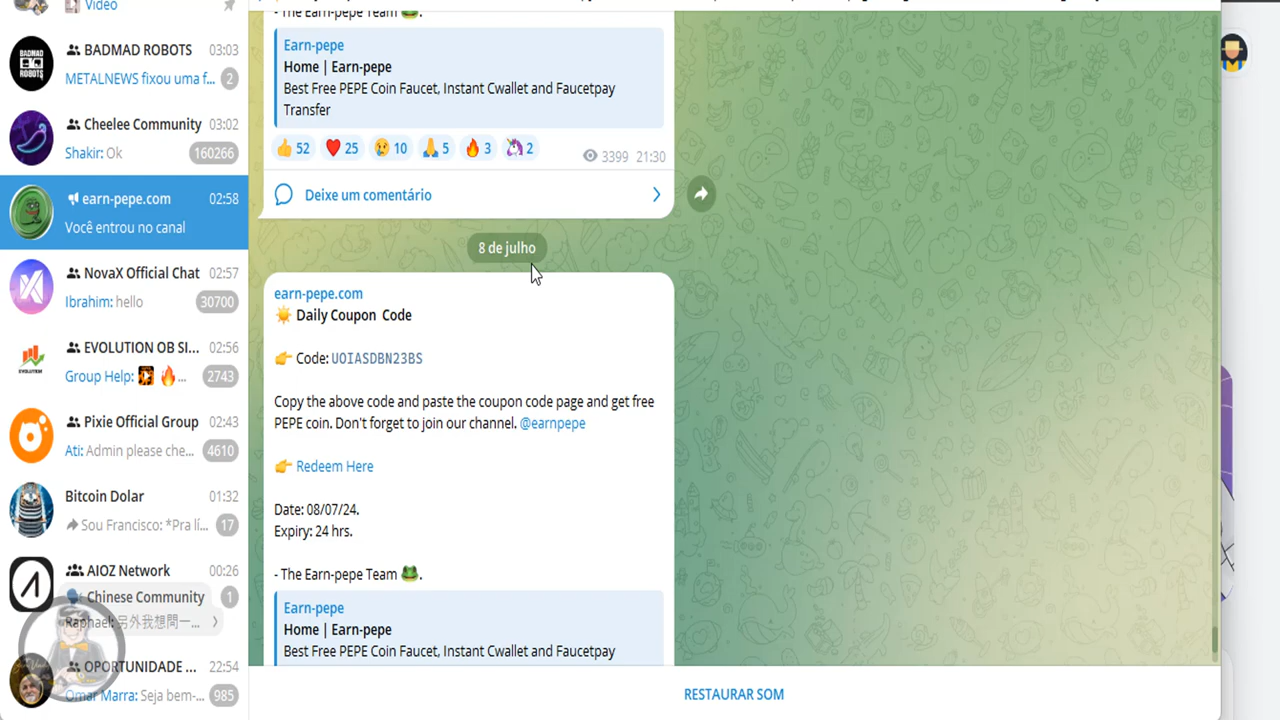 Video
BADMAD ROBOTS 03:03
METALNEWS fixou uma f... 2
Cheelee Community 03:02
Shakir: Ok 160266
earn-pepe.com 02:58
Você entrou no canal
NovaX Official Chat 02:57
Ibrahim: hello 30700
EVOLUTION OB SI... 02:56
Group Help: ... 2743
Pixie Official Group 02:43
Ati: Admin please che... 4610
Bitcoin Dolar 01:32
Sou Francisco: *Pra lí... 17
AIOZ Network 00:26
Chinese Community 1
Raphael: 另外我想問一...
OPORTUNIDADE ... 22:54
Omar Marra: Seja bem-... 985
- The Earn-pepe Team 🐸.
Earn-pepe
Home | Earn-pepe
Best Free PEPE Coin Faucet, Instant Cwallet and Faucetpay
Transfer
👍 52 ❤️ 25 😢 10 🙏 5 🔥 3 🦄 2 3399 21:30
Deixe um comentário
8 de julho
earn-pepe.com
☀️ Daily Coupon Code
👉 Code: UOIASDBN23BS
Copy the above code and paste the coupon code page and get free
PEPE coin. Don't forget to join our channel. @earnpepe
👉 Redeem Here
Date: 08/07/24.
Expiry: 24 hrs.
- The Earn-pepe Team 🐸.
Earn-pepe
Home | Earn-pepe
Best Free PEPE Coin Faucet, Instant Cwallet and Faucetpay
RESTAURAR SOM